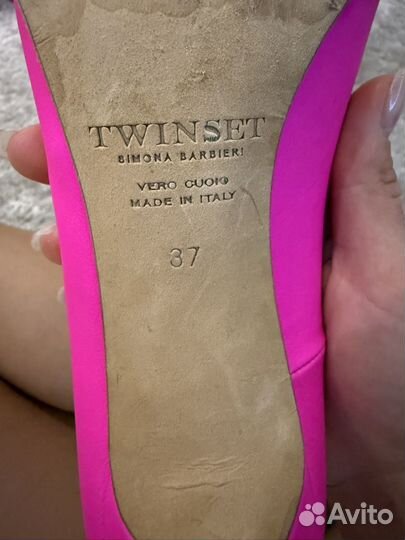 TWINSET
SIMONA BARBIERI
VERO CUOIO
MADE IN ITALY
37
Avito